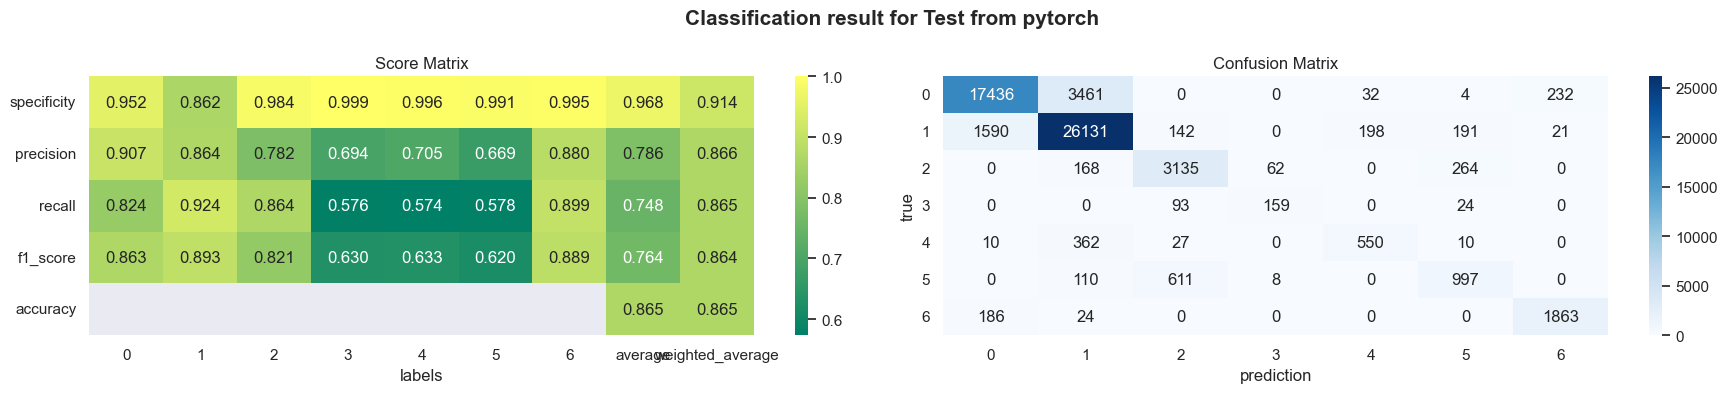 Classification result for Test from pytorch
Score Matrix
specificity 0.952 0.862 0.984 0.999 0.996 0.991 0.995 0.968 0.914
precision 0.907 0.864 0.782 0.694 0.705 0.669 0.880 0.786 0.866
recall 0.824 0.924 0.864 0.576 0.574 0.578 0.899 0.748 0.865
f1_score 0.863 0.893 0.821 0.630 0.633 0.620 0.889 0.764 0.864
accuracy 0.865 0.865
0 1 2 3 4 5 6 average weighted_average
labels
1.0
0.9
0.8
0.7
0.6
Confusion Matrix
true
0 17436 3461 0 0 32 4 232
1 1590 26131 142 0 198 191 21
2 0 168 3135 62 0 264 0
3 0 0 93 159 0 24 0
4 10 362 27 0 550 10 0
5 0 110 611 8 0 997 0
6 186 24 0 0 0 0 1863
0 1 2 3 4 5 6
prediction
25000
20000
15000
10000
5000
0